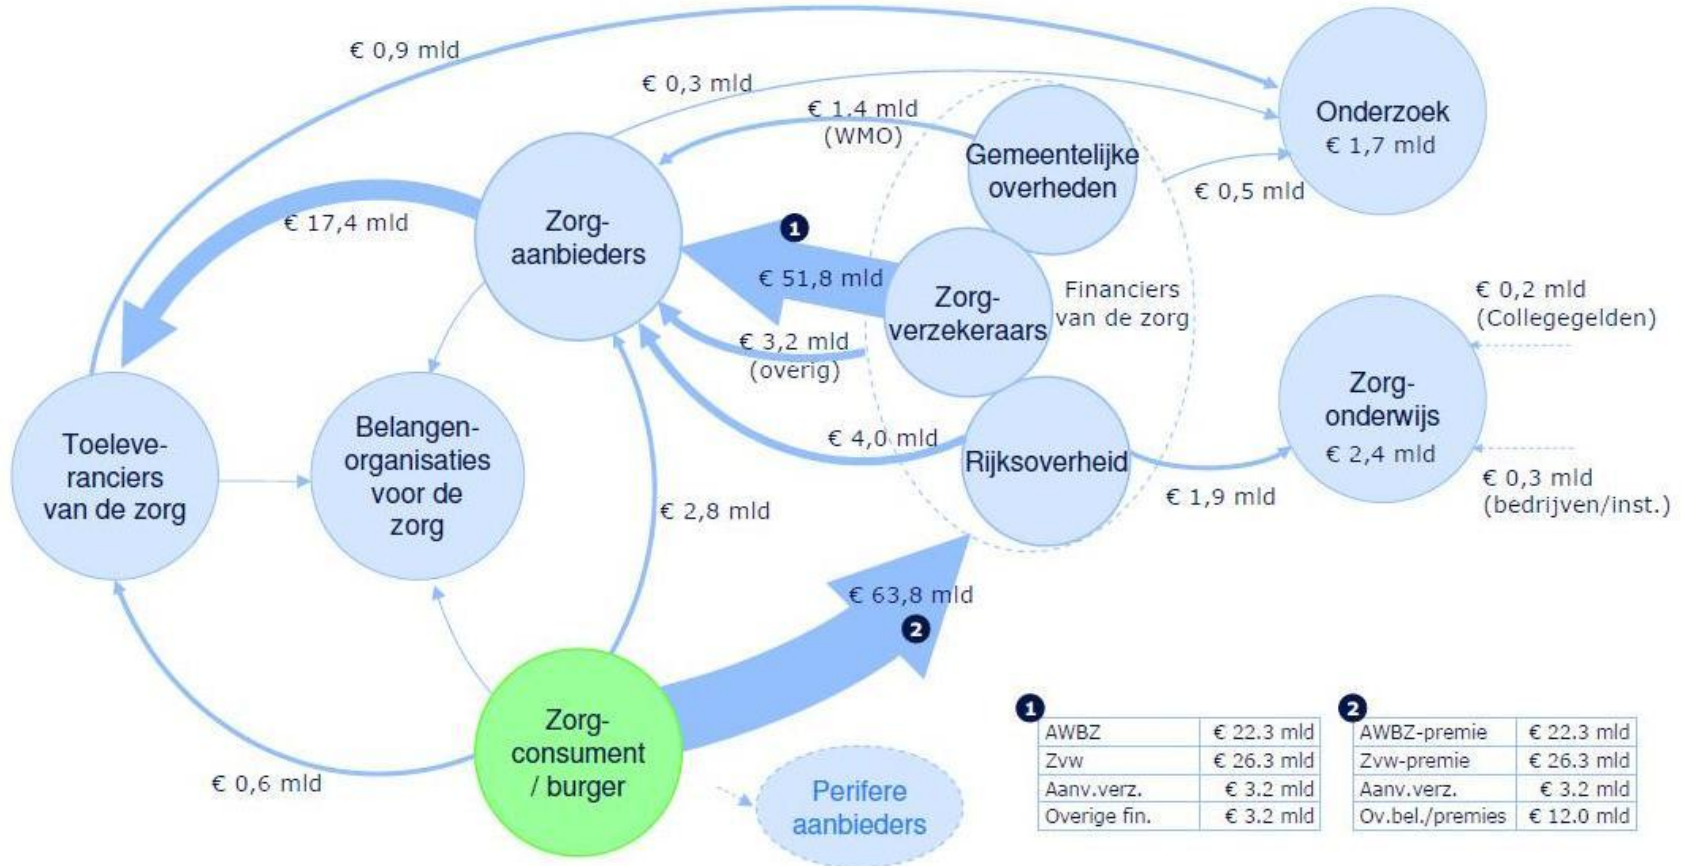 € 0,9 mld
€ 0,3 mld
€ 1.4 mld
(WMO)
Onderzoek
€ 1,7 mld
Gemeentelijke
overheden
€ 0,5 mld
€ 17,4 mld
Zorg-
aanbieders
1
€ 51,8 mld
Zorg-
verzekeraars
Financiers
van de zorg
€ 0,2 mld
(Collegegelden)
€ 3,2 mld
(overig)
Zorg-
onderwijs
€ 2,4 mld
Toeleve-
ranciers
van de zorg
Belangen-
organisaties
voor de
zorg
€ 4,0 mld
Rijksoverheid
€ 1,9 mld
€ 0,3 mld
(bedrijven/inst.)
€ 2,8 mld
€ 63,8 mld
2
Zorg-
consument
/ burger
€ 0,6 mld
Perifere
aanbieders
1
AWBZ € 22.3 mld
Zvw € 26.3 mld
Aanv.verz. € 3.2 mld
Overige fin. € 3.2 mld
2
AWBZ-premie € 22.3 mld
Zvw-premie € 26.3 mld
Aanv.verz. € 3.2 mld
Ov.bel./premies € 12.0 mld